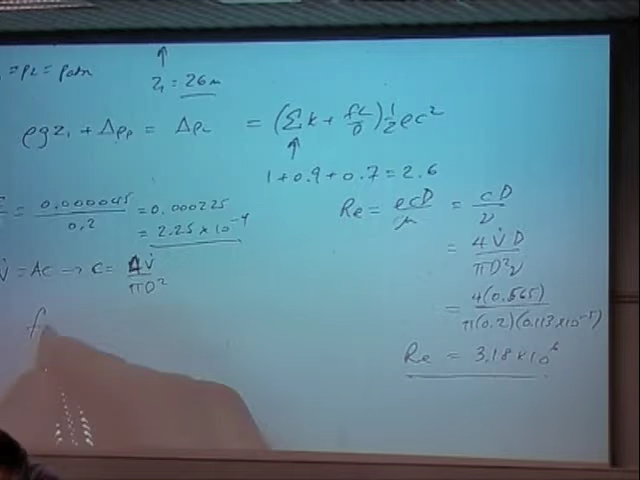 = p2 = patm
↑
z1 = 26m
ρgz1 + Δpp = ΔpL = (Σk + fL/D) 1/2 ρc²
↑
1+0.9+0.7 = 2.6
= 0.000045/0.2 = 0.000225
= 2.25 × 10⁻⁴
V̇ = AC → C = 4V̇/πD²
f
Re = ρcD/μ = cD/ν
= 4V̇D/πD²ν
= 4(0.565)/π(0.2)(0.113×10⁻⁵)
Re = 3.18 × 10⁶